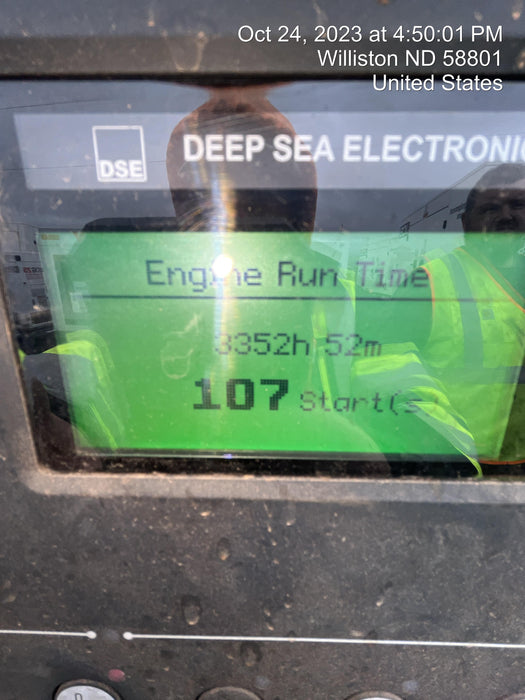 Oct 24, 2023 at 4:50:01 PM
Williston ND 58801
United States
DSE
DEEP SEA ELECTRONIC
Engine Run Time
3352h 52m
107 Start(s